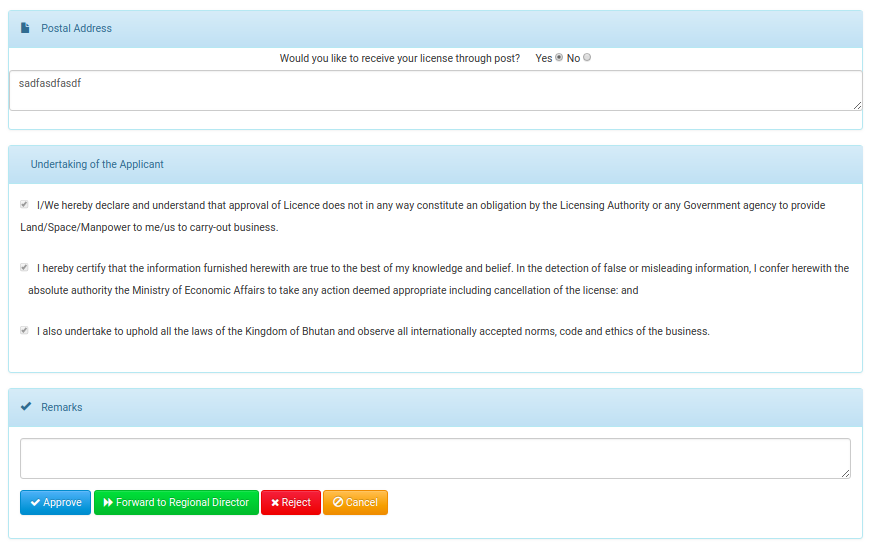 Postal Address
Would you like to receive your license through post? Yes No
sadfasdfasdf
Undertaking of the Applicant
I/We hereby declare and understand that approval of Licence does not in any way constitute an obligation by the Licensing Authority or any Government agency to provide
Land/Space/Manpower to me/us to carry-out business.
I hereby certify that the information furnished herewith are true to the best of my knowledge and belief. In the detection of false or misleading information, I confer herewith the
absolute authority the Ministry of Economic Affairs to take any action deemed appropriate including cancellation of the license: and
I also undertake to uphold all the laws of the Kingdom of Bhutan and observe all internationally accepted norms, code and ethics of the business.
Remarks
Approve Forward to Regional Director Reject Cancel